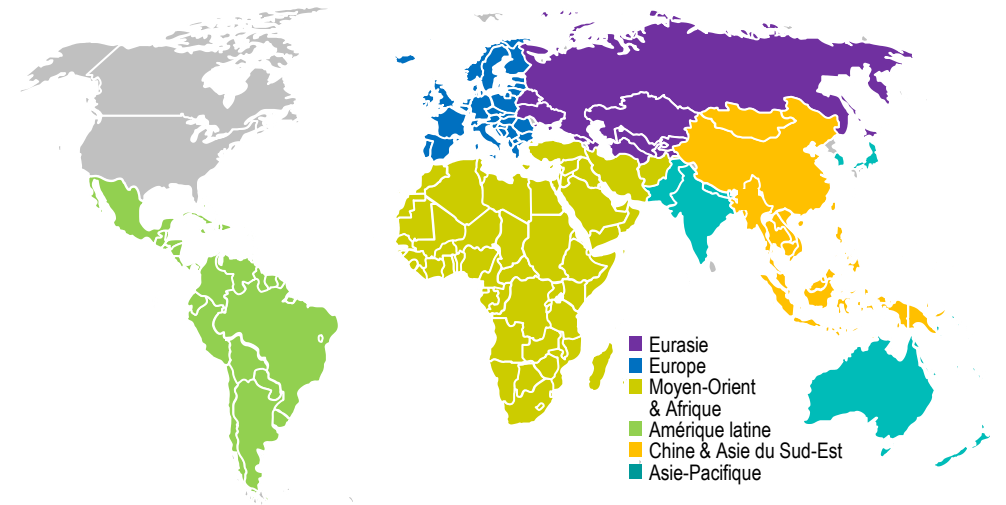 Eurasie
Europe
Moyen-Orient
& Afrique
Amérique latine
Chine & Asie du Sud-Est
Asie-Pacifique